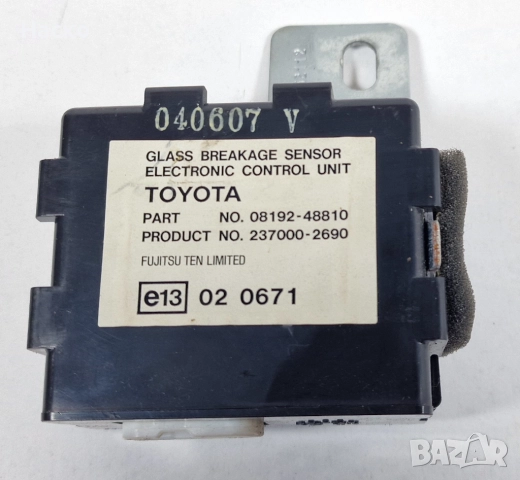 040607 V
GLASS BREAKAGE SENSOR
ELECTRONIC CONTROL UNIT
TOYOTA
PART NO. 08192-48810
PRODUCT NO. 237000-2690
FUJITSU TEN LIMITED
e13 02 0671
BAZAR